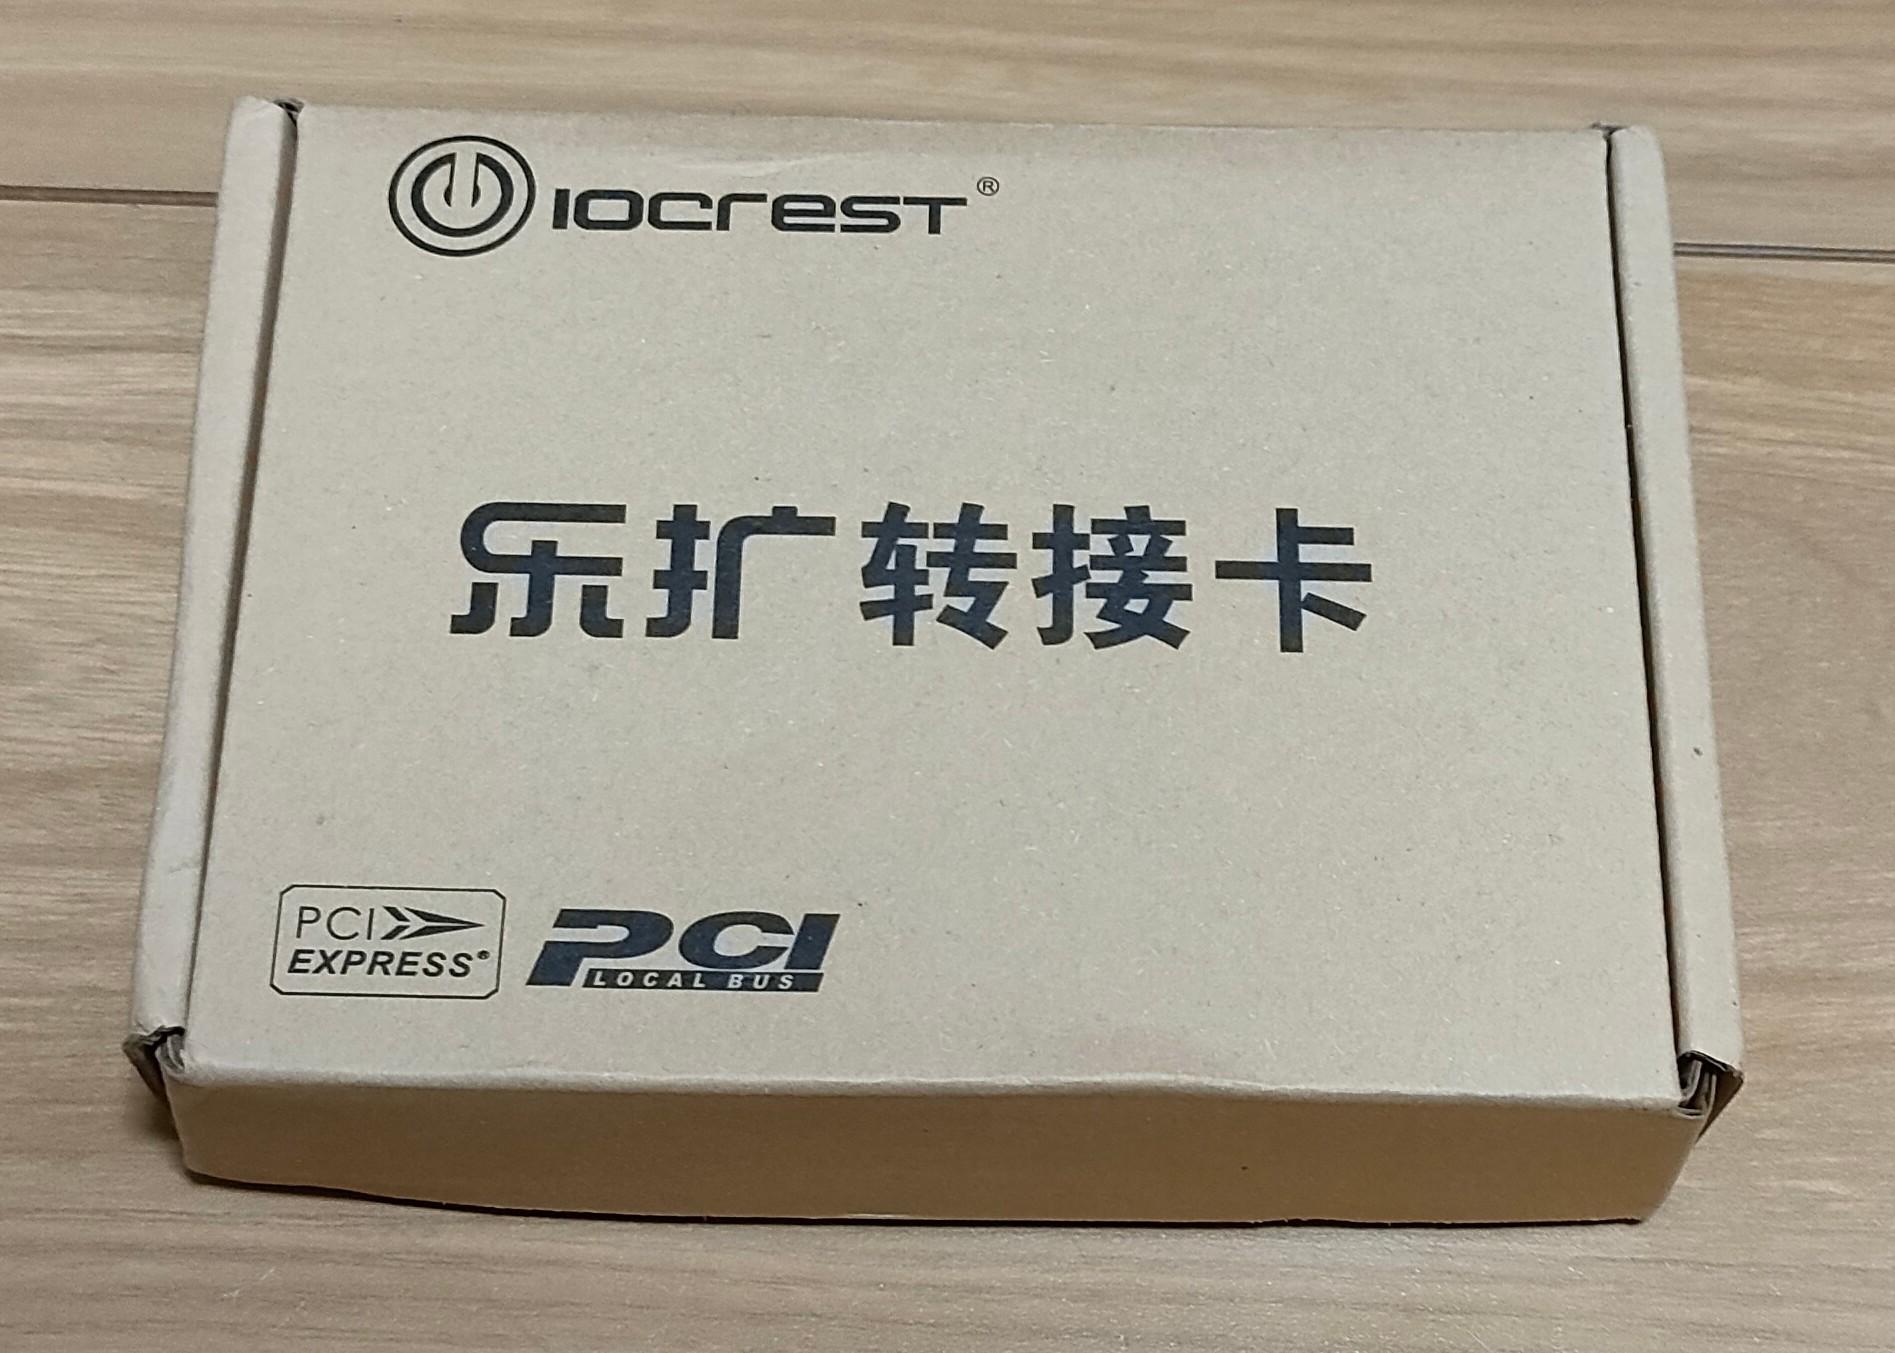 IOCREST®
乐扩转接卡
PCI
EXPRESS®
PCI
LOCAL BUS